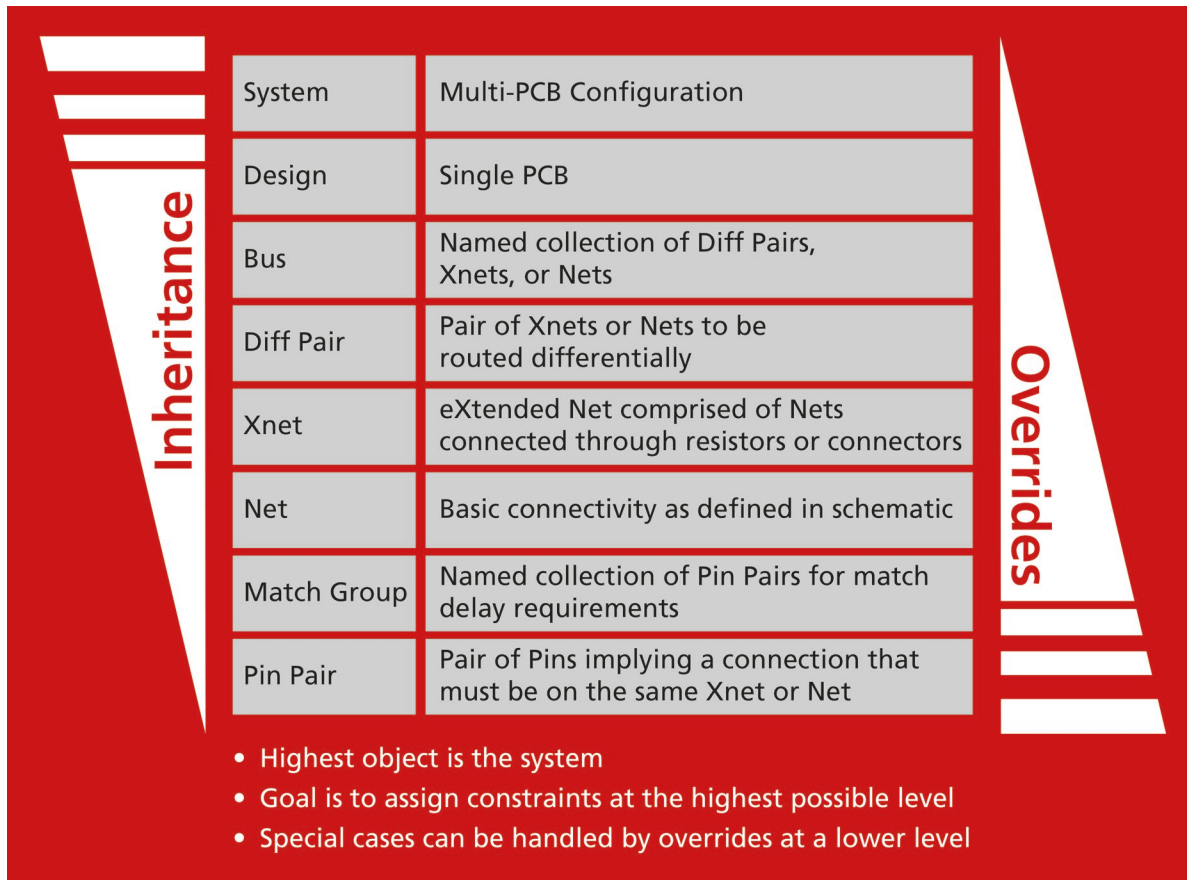 Inheritance
System
Multi-PCB Configuration
Design
Single PCB
Bus
Named collection of Diff Pairs,
Xnets, or Nets
Diff Pair
Pair of Xnets or Nets to be
routed differentially
Xnet
eXtended Net comprised of Nets
connected through resistors or connectors
Net
Basic connectivity as defined in schematic
Match Group
Named collection of Pin Pairs for match
delay requirements
Pin Pair
Pair of Pins implying a connection that
must be on the same Xnet or Net
Overrides
• Highest object is the system
• Goal is to assign constraints at the highest possible level
• Special cases can be handled by overrides at a lower level